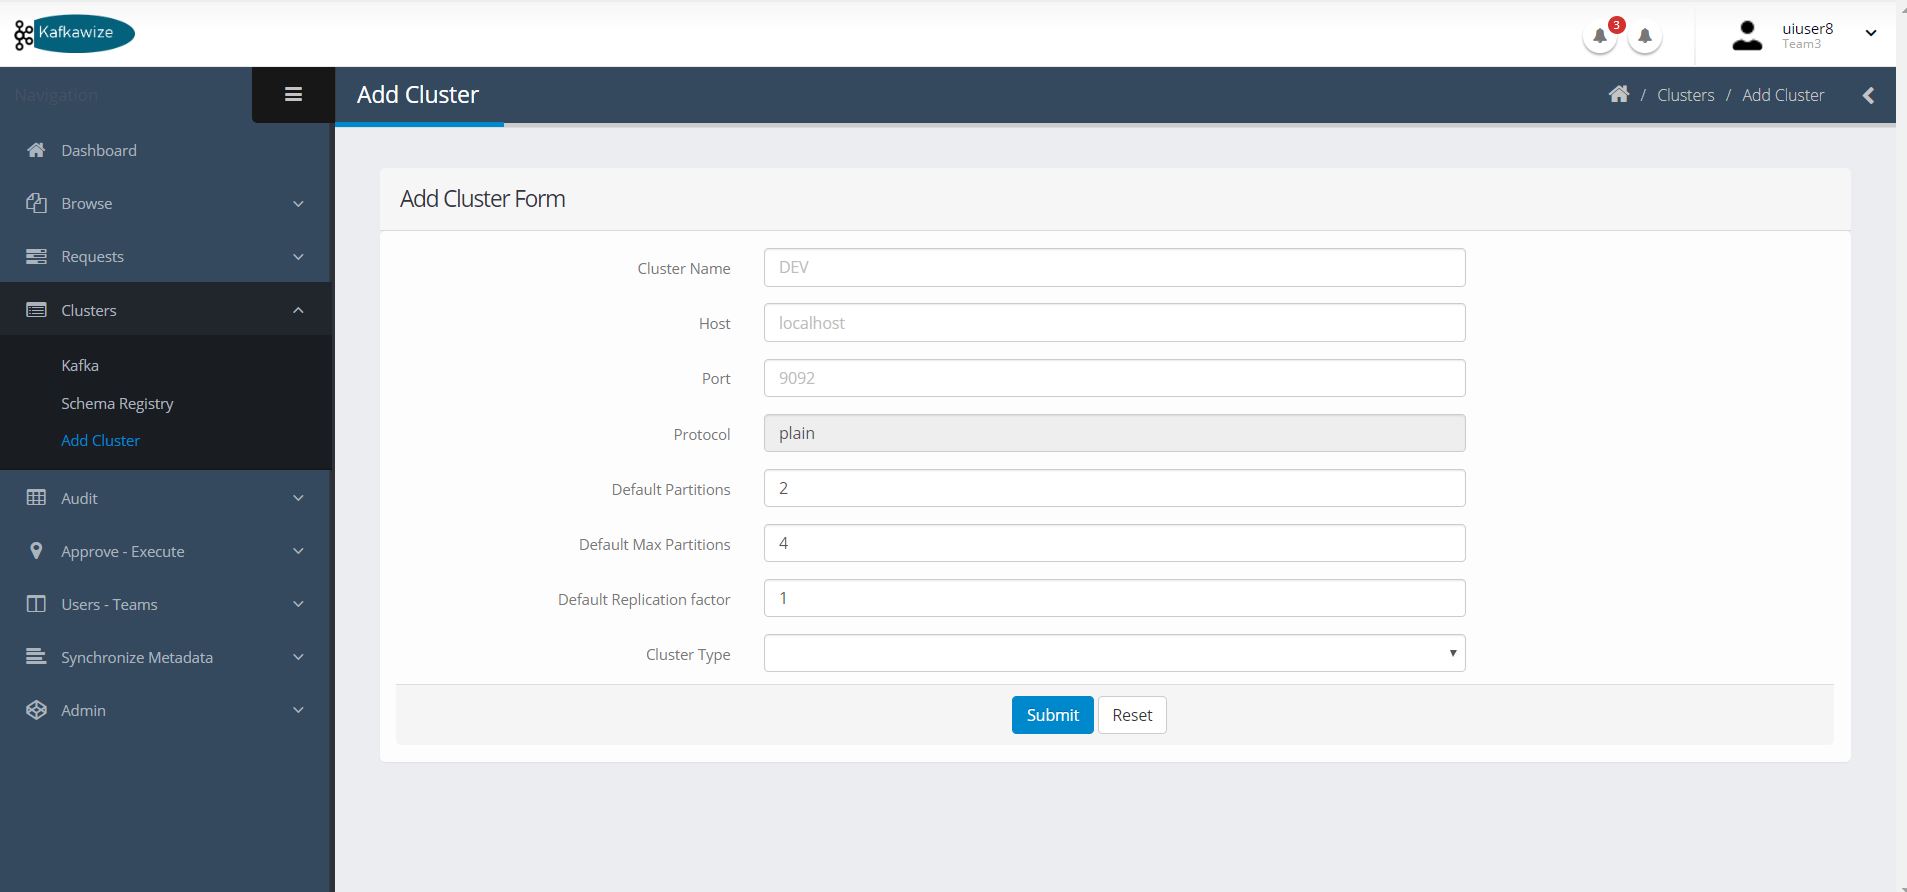 Kafkawize
3
uiuser8
Team3
Navigation
Add Cluster
/ Clusters / Add Cluster
Dashboard
Browse
Requests
Clusters
Kafka
Schema Registry
Add Cluster
Audit
Approve - Execute
Users - Teams
Synchronize Metadata
Admin
Add Cluster Form
Cluster Name DEV
Host localhost
Port 9092
Protocol plain
Default Partitions 2
Default Max Partitions 4
Default Replication factor 1
Cluster Type
Submit Reset